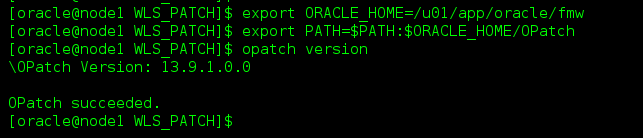 [oracle@node1 WLS_PATCH]$ export ORACLE_HOME=/u01/app/oracle/fmw
[oracle@node1 WLS_PATCH]$ export PATH=$PATH:$ORACLE_HOME/OPatch
[oracle@node1 WLS_PATCH]$ opatch version
\OPatch Version: 13.9.1.0.0
OPatch succeeded.
[oracle@node1 WLS_PATCH]$